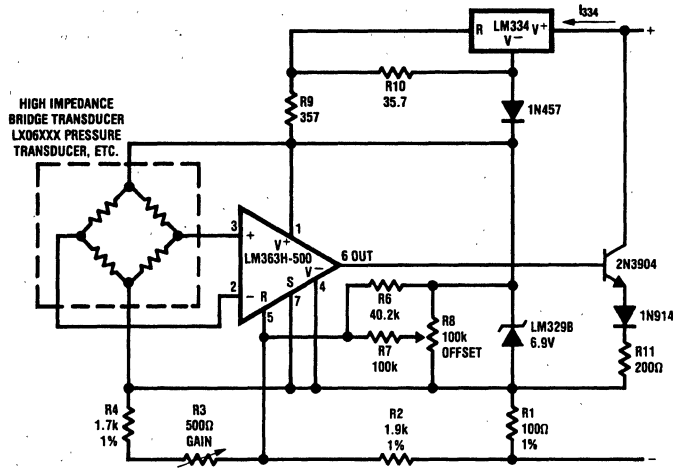 I334
R LM334 V+
V−
+
R10
35.7
R9
357
1N457
HIGH IMPEDANCE
BRIDGE TRANSDUCER
LX06XXX PRESSURE
TRANSDUCER, ETC.
3 + V+ 1
LM363H-500
6 OUT
2N3904
2 − R S V−
5 7 4
R6
40.2k
R7
100k
R8
100k
OFFSET
LM329B
6.9V
1N914
R11
200Ω
R4
1.7k
1%
R3
500Ω
GAIN
R2
1.9k
1%
R1
100Ω
1%
−